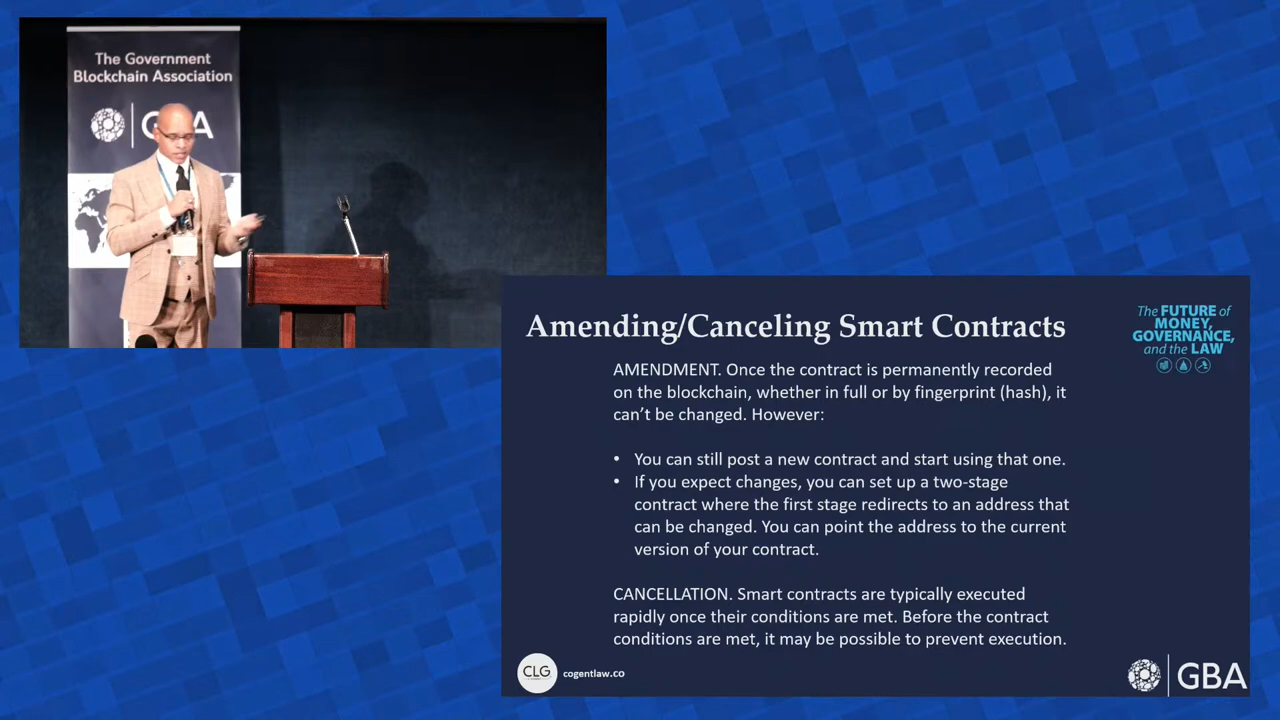 The Government
Blockchain Association
GBA
Amending/Canceling Smart Contracts
The FUTURE of
MONEY,
GOVERNANCE,
and the LAW
AMENDMENT. Once the contract is permanently recorded
on the blockchain, whether in full or by fingerprint (hash), it
can’t be changed. However:
• You can still post a new contract and start using that one.
• If you expect changes, you can set up a two-stage
contract where the first stage redirects to an address that
can be changed. You can point the address to the current
version of your contract.
CANCELLATION. Smart contracts are typically executed
rapidly once their conditions are met. Before the contract
conditions are met, it may be possible to prevent execution.
CLG
cogentlaw.co
GBA